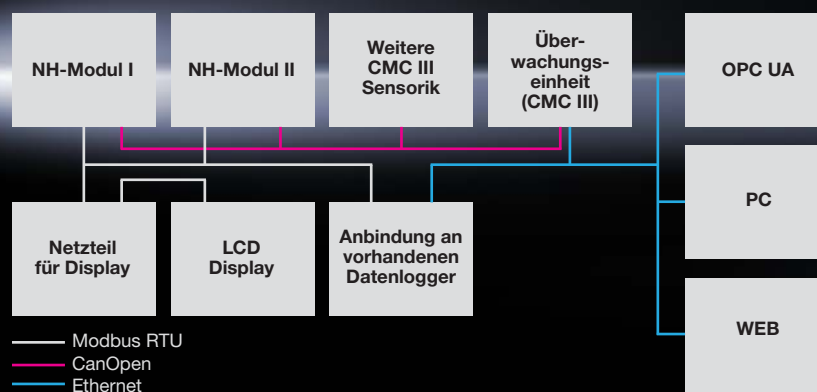 NH-Modul I
NH-Modul II
Weitere
CMC III
Sensorik
Über-
wachungs-
einheit
(CMC III)
OPC UA
PC
Netzteil
für Display
LCD
Display
Anbindung an
vorhandenen
Datenlogger
WEB
Modbus RTU
CanOpen
Ethernet